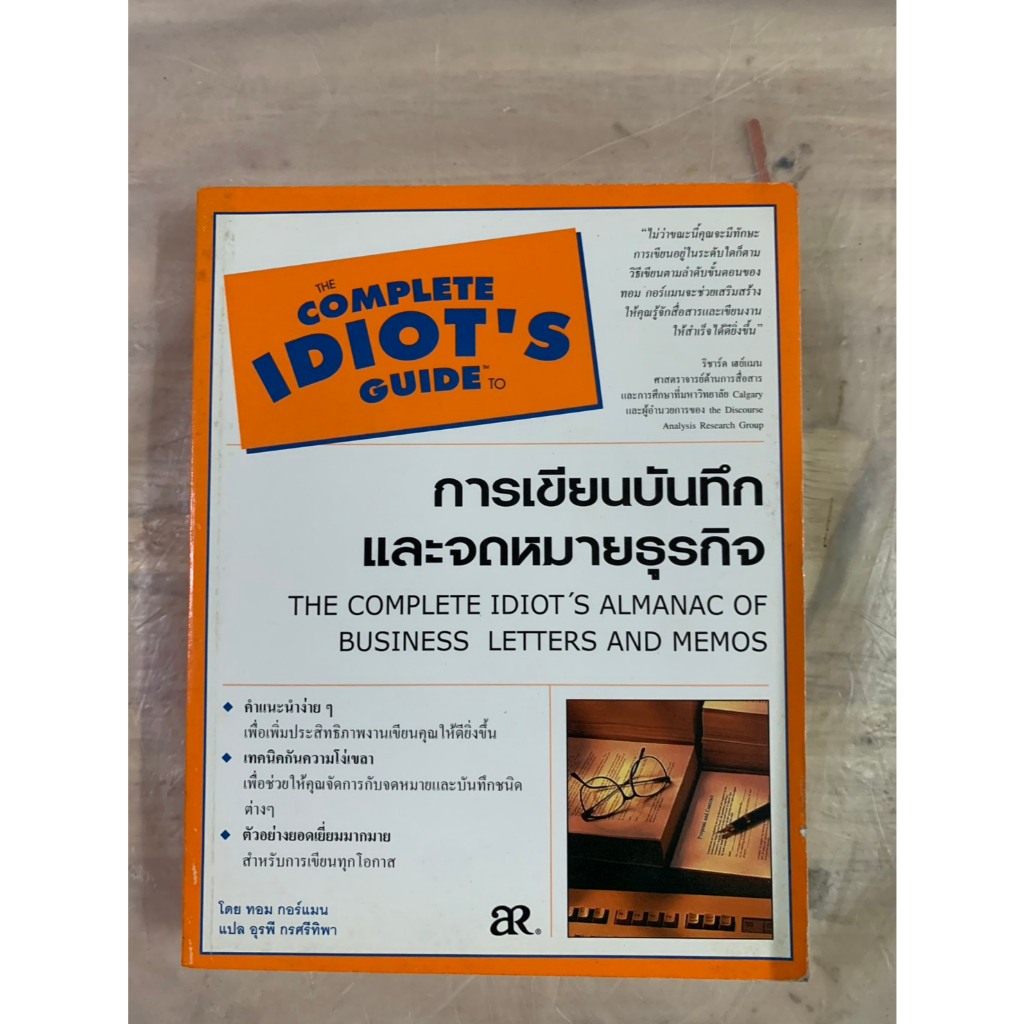 THE
COMPLETE
IDIOT'S
GUIDE℠ TO
“ไม่ว่าขณะนี้คุณจะมีทักษะ
การเขียนอยู่ในระดับใดก็ตาม
วิธีเขียนตามลำดับขั้นตอนของ
ทอม กอร์แมนจะช่วยเสริมสร้าง
ให้คุณรู้จักสื่อสารและเขียนงาน
ให้สำเร็จได้ดียิ่งขึ้น”
ริชาร์ด เฮย์แมน
ศาสตราจารย์ด้านการสื่อสาร
และการศึกษาที่มหาวิทยาลัย Calgary
และผู้อำนวยการของ the Discourse
Analysis Research Group
การเขียนบันทึก
และจดหมายธุรกิจ
THE COMPLETE IDIOT´S ALMANAC OF
BUSINESS LETTERS AND MEMOS
◆ คำแนะนำง่าย ๆ
เพื่อเพิ่มประสิทธิภาพงานเขียนคุณให้ดียิ่งขึ้น
◆ เทคนิคกันความโง่เขลา
เพื่อช่วยให้คุณจัดการกับจดหมายและบันทึกชนิด
ต่างๆ
◆ ตัวอย่างยอดเยี่ยมมากมาย
สำหรับการเขียนทุกโอกาส
โดย ทอม กอร์แมน
แปล อุรพี กรศรีทิพา
aR®